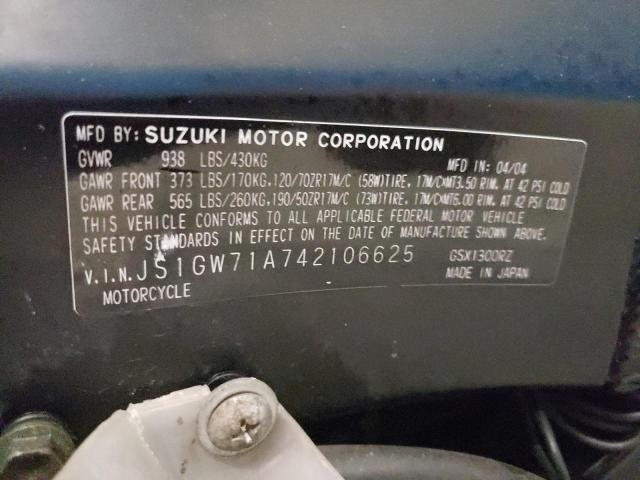 MFD BY: SUZUKI MOTOR CORPORATION
GVWR 938 LBS/430KG MFD IN: 04/04
GAWR FRONT 373 LBS/170KG,120/70ZR17M/C (58W)TIRE, 17M/C×MT3.50 RIM, AT 42 PSI COLD
GAWR REAR 565 LBS/260KG,190/50ZR17M/C (73W)TIRE, 17M/C×MT6.00 RIM, AT 42 PSI COLD
THIS VEHICLE CONFORMS TO ALL APPLICABLE FEDERAL MOTOR VEHICLE
SAFETY STANDARDS IN EFFECT ON THE DATE OF MANUFACTURE SHOWN ABOVE.
V.I.N. JS1GW71A742106625 GSX1300RZ
MOTORCYCLE MADE IN JAPAN